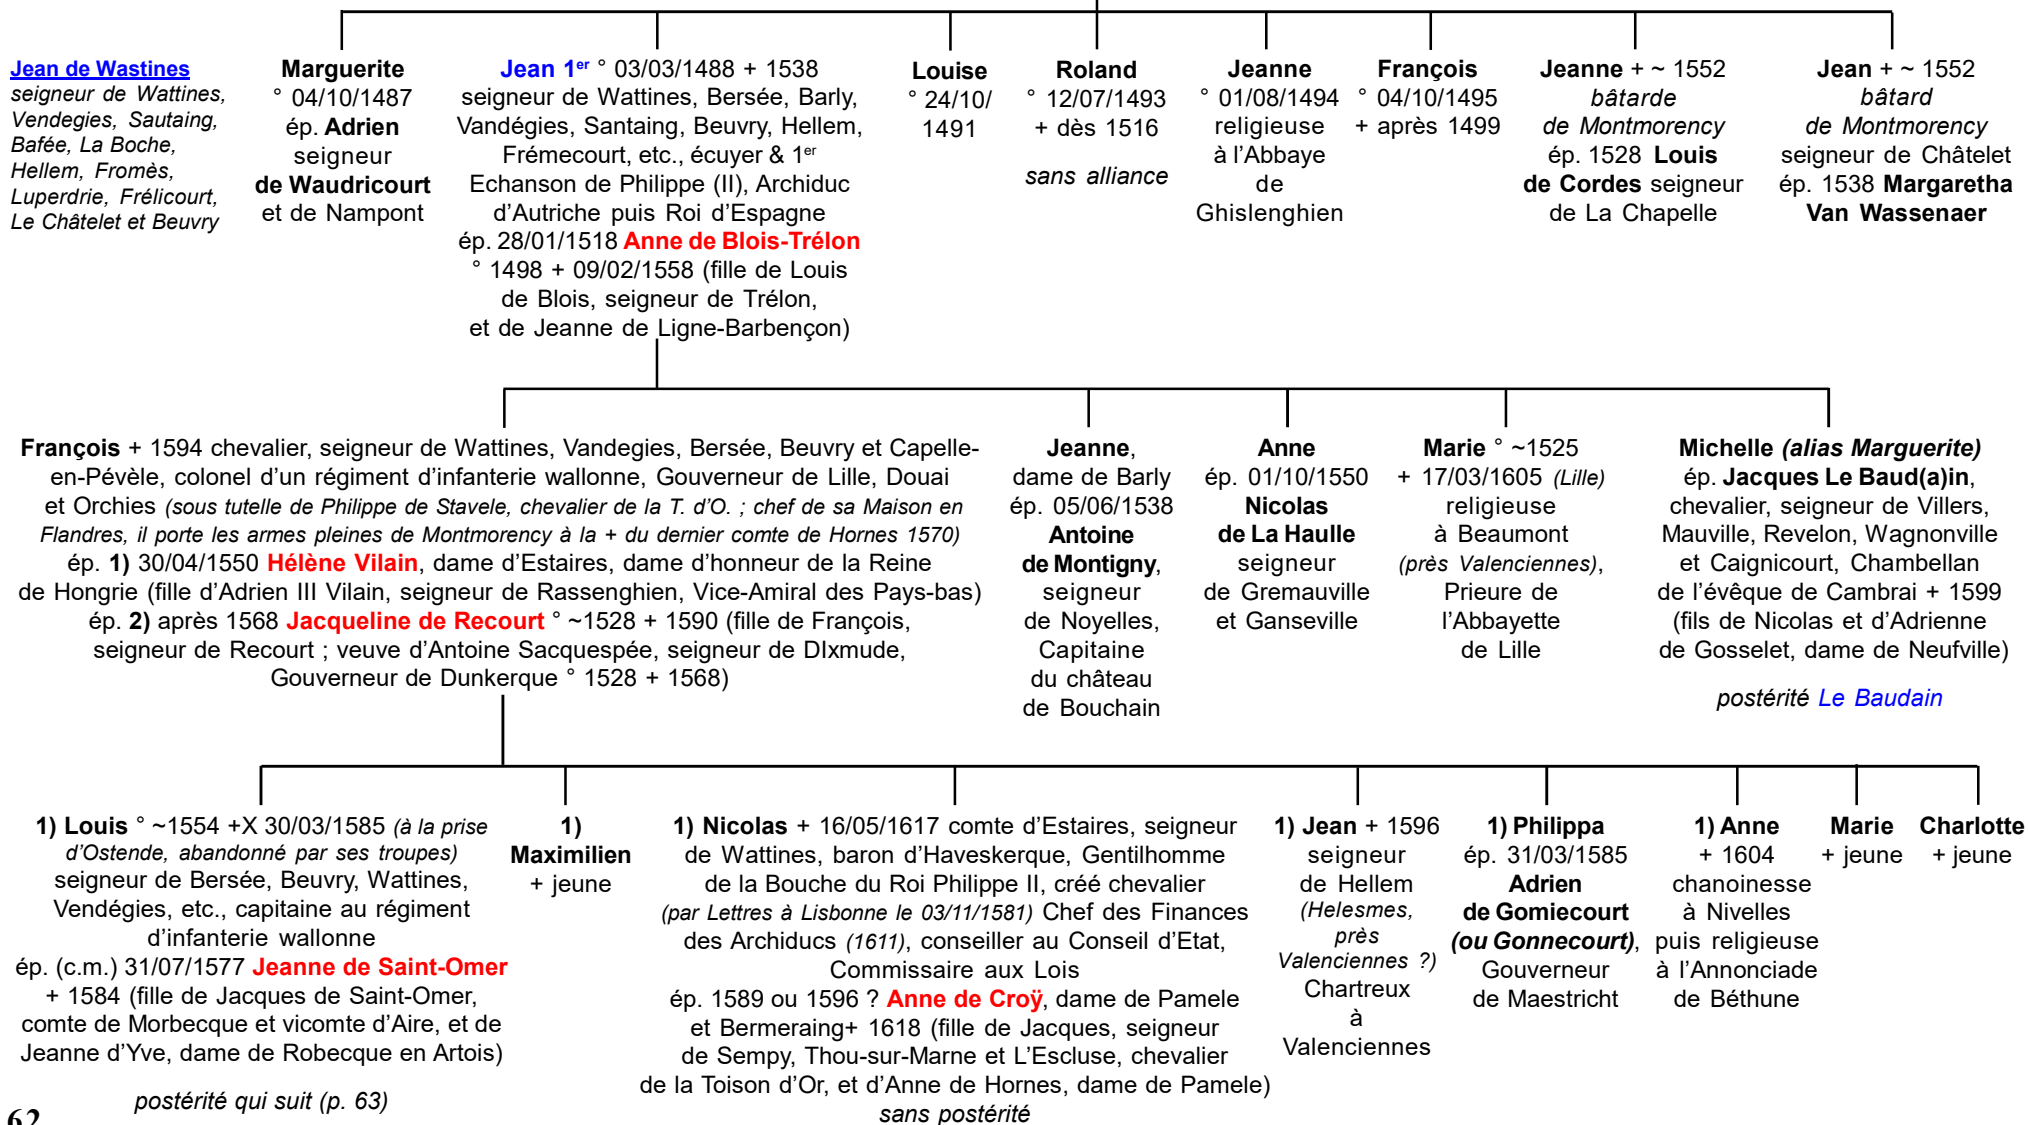 Jean de Wastines
seigneur de Wattines,
Vendegies, Sautaing,
Bafée, La Boche,
Hellem, Fromès,
Luperdrie, Frélicourt,
Le Châtelet et Beuvry
Marguerite
° 04/10/1487
ép. Adrien
seigneur
de Waudricourt
et de Nampont
Jean 1er ° 03/03/1488 + 1538
seigneur de Wattines, Bersée, Barly,
Vandégies, Santaing, Beuvry, Hellem,
Frémecourt, etc., écuyer & 1er
Echanson de Philippe (II), Archiduc
d'Autriche puis Roi d'Espagne
ép. 28/01/1518 Anne de Blois-Trélon
° 1498 + 09/02/1558 (fille de Louis
de Blois, seigneur de Trélon,
et de Jeanne de Ligne-Barbençon)
Louise
° 24/10/
1491
Roland
° 12/07/1493
+ dès 1516
sans alliance
Jeanne
° 01/08/1494
religieuse
à l'Abbaye
de
Ghislenghien
François
° 04/10/1495
+ après 1499
Jeanne + ~ 1552
bâtarde
de Montmorency
ép. 1528 Louis
de Cordes seigneur
de La Chapelle
Jean + ~ 1552
bâtard
de Montmorency
seigneur de Châtelet
ép. 1538 Margaretha
Van Wassenaer
François + 1594 chevalier, seigneur de Wattines, Vandegies, Bersée, Beuvry et Capelle-
en-Pévèle, colonel d'un régiment d'infanterie wallonne, Gouverneur de Lille, Douai
et Orchies (sous tutelle de Philippe de Stavele, chevalier de la T. d'O. ; chef de sa Maison en
Flandres, il porte les armes pleines de Montmorency à la + du dernier comte de Hornes 1570)
ép. 1) 30/04/1550 Hélène Vilain, dame d'Estaires, dame d'honneur de la Reine
de Hongrie (fille d'Adrien III Vilain, seigneur de Rassenghien, Vice-Amiral des Pays-bas)
ép. 2) après 1568 Jacqueline de Recourt ° ~1528 + 1590 (fille de François,
seigneur de Recourt ; veuve d'Antoine Sacquespée, seigneur de DIxmude,
Gouverneur de Dunkerque ° 1528 + 1568)
Jeanne,
dame de Barly
ép. 05/06/1538
Antoine
de Montigny,
seigneur
de Noyelles,
Capitaine
du château
de Bouchain
Anne
ép. 01/10/1550
Nicolas
de La Haulle
seigneur
de Gremauville
et Ganseville
Marie ° ~1525
+ 17/03/1605 (Lille)
religieuse
à Beaumont
(près Valenciennes),
Prieure de
l'Abbayette
de Lille
Michelle (alias Marguerite)
ép. Jacques Le Baud(a)in,
chevalier, seigneur de Villers,
Mauville, Revelon, Wagnonville
et Caignicourt, Chambellan
de l'évêque de Cambrai + 1599
(fils de Nicolas et d'Adrienne
de Gosselet, dame de Neufville)
postérité Le Baudain
1) Louis ° ~1554 +X 30/03/1585 (à la prise
d'Ostende, abandonné par ses troupes)
seigneur de Bersée, Beuvry, Wattines,
Vendégies, etc., capitaine au régiment
d'infanterie wallonne
ép. (c.m.) 31/07/1577 Jeanne de Saint-Omer
+ 1584 (fille de Jacques de Saint-Omer,
comte de Morbecque et vicomte d'Aire, et de
Jeanne d'Yve, dame de Robecque en Artois)
postérité qui suit (p. 63)
1)
Maximilien
+ jeune
1) Nicolas + 16/05/1617 comte d'Estaires, seigneur
de Wattines, baron d'Haveskerque, Gentilhomme
de la Bouche du Roi Philippe II, créé chevalier
(par Lettres à Lisbonne le 03/11/1581) Chef des Finances
des Archiducs (1611), conseiller au Conseil d'Etat,
Commissaire aux Lois
ép. 1589 ou 1596 ? Anne de Croÿ, dame de Pamele
et Bermeraing+ 1618 (fille de Jacques, seigneur
de Sempy, Thou-sur-Marne et L'Escluse, chevalier
de la Toison d'Or, et d'Anne de Hornes, dame de Pamele)
sans postérité
1) Jean + 1596
seigneur
de Hellem
(Helesmes,
près
Valenciennes ?)
Chartreux
à
Valenciennes
1) Philippa
ép. 31/03/1585
Adrien
de Gomiecourt
(ou Gonnecourt),
Gouverneur
de Maestricht
1) Anne
+ 1604
chanoinesse
à Nivelles
puis religieuse
à l'Annonciade
de Béthune
Marie
+ jeune
Charlotte
+ jeune
62